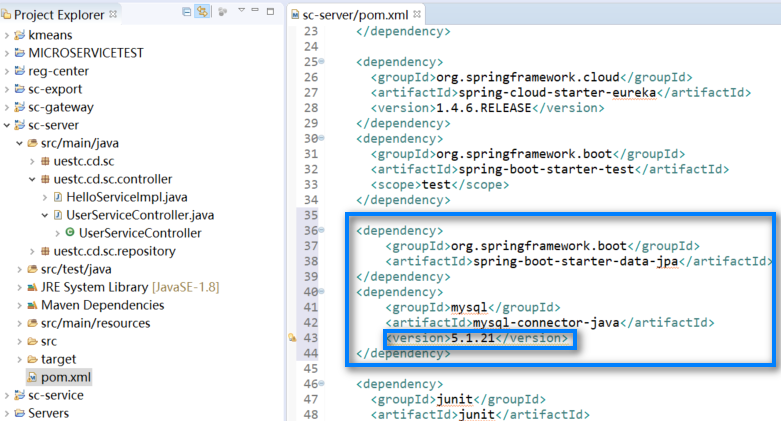 Project Explorer
kmeans
MICROSERVICETEST
reg-center
sc-export
sc-gateway
sc-server
src/main/java
uestc.cd.sc
uestc.cd.sc.controller
HelloServiceImpl.java
UserServiceController.java
UserServiceController
uestc.cd.sc.repository
src/test/java
JRE System Library [JavaSE-1.8]
Maven Dependencies
src/main/resources
src
target
pom.xml
sc-service
Servers
sc-server/pom.xml
23 </dependency>
24
25 <dependency>
26 <groupId>org.springframework.cloud</groupId>
27 <artifactId>spring-cloud-starter-eureka</artifactId>
28 <version>1.4.6.RELEASE</version>
29 </dependency>
30 <dependency>
31 <groupId>org.springframework.boot</groupId>
32 <artifactId>spring-boot-starter-test</artifactId>
33 <scope>test</scope>
34 </dependency>
35
36 <dependency>
37 <groupId>org.springframework.boot</groupId>
38 <artifactId>spring-boot-starter-data-jpa</artifactId>
39 </dependency>
40 <dependency>
41 <groupId>mysql</groupId>
42 <artifactId>mysql-connector-java</artifactId>
43 <version>5.1.21</version>
44 </dependency>
45
46 <dependency>
47 <groupId>junit</groupId>
48 <artifactId>junit</artifactId>